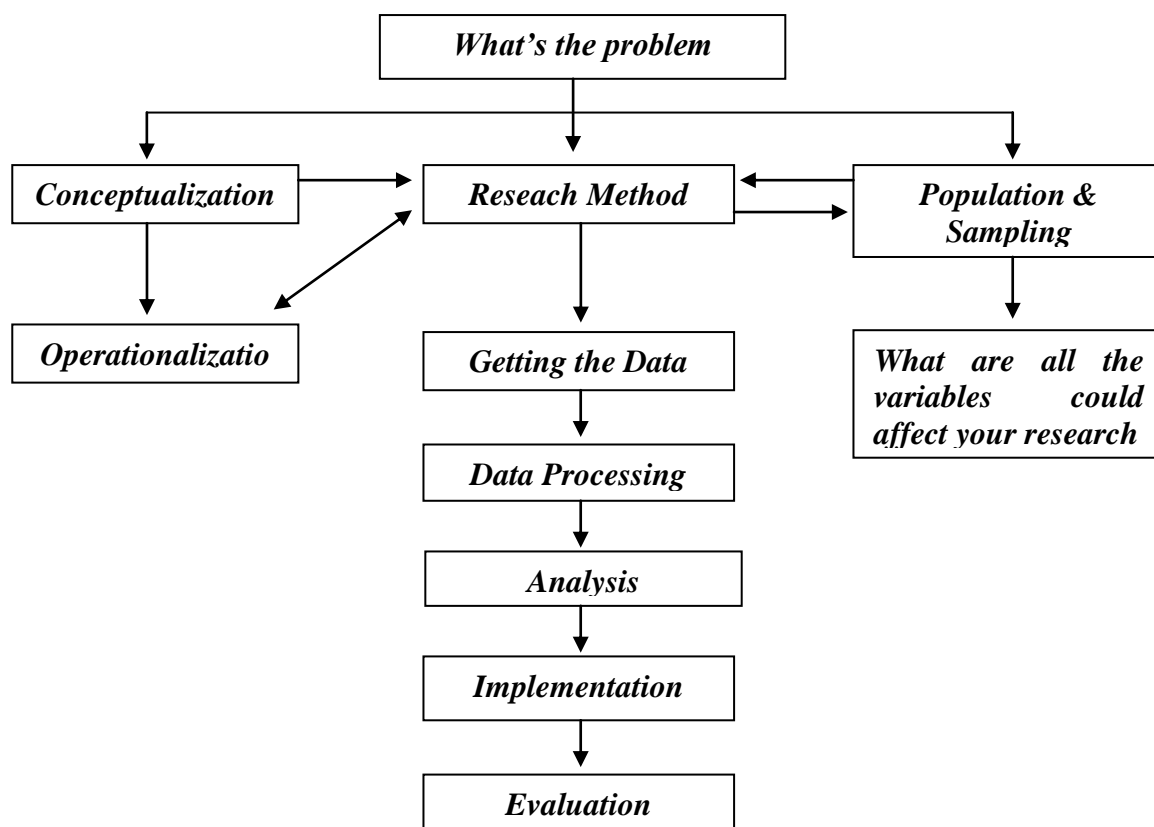 What's the problem
Conceptualization
Reseach Method
Population &
Sampling
Operationalizatio
Getting the Data
What are all the
variables could
affect your research
Data Processing
Analysis
Implementation
Evaluation